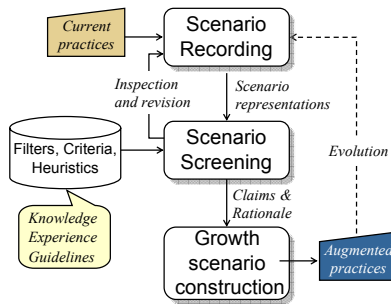 Scenario
Recording
Current
practices
Inspection
and revision
Scenario
representations
Filters, Criteria,
Heuristics
Scenario
Screening
Evolution
Knowledge
Experience
Guidelines
Claims &
Rationale
Growth
scenario
construction
Augmented
practices